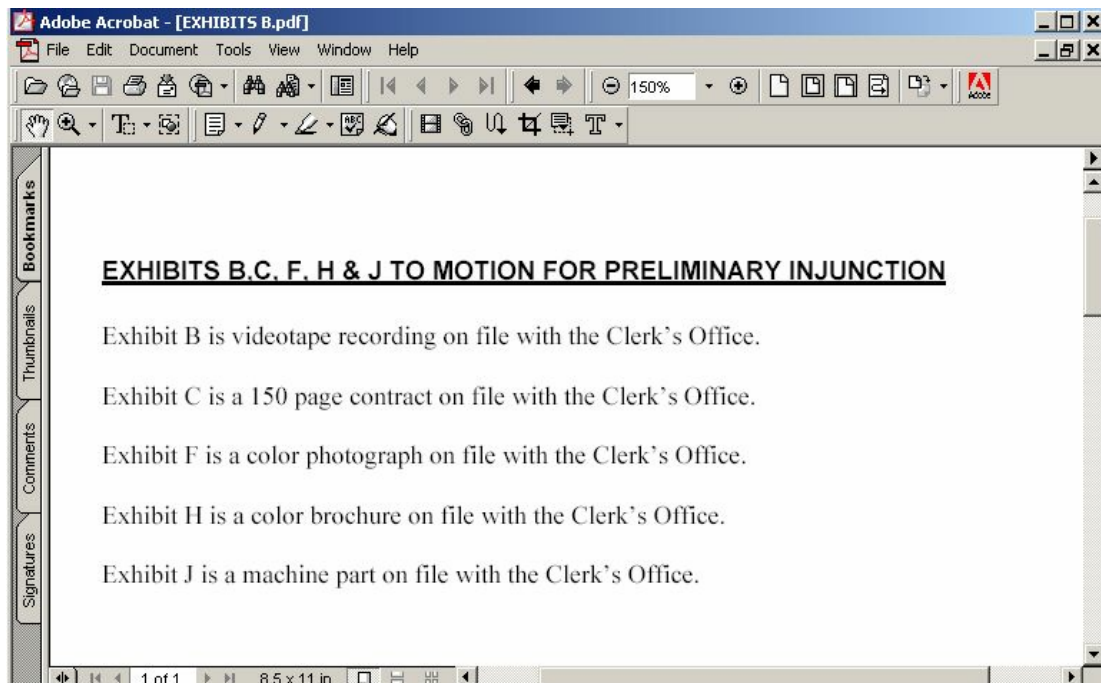 Adobe Acrobat - [EXHIBITS B.pdf]
File Edit Document Tools View Window Help
150%
Adobe
Bookmarks
Thumbnails
Comments
Signatures
EXHIBITS B,C, F, H & J TO MOTION FOR PRELIMINARY INJUNCTION
Exhibit B is videotape recording on file with the Clerk's Office.
Exhibit C is a 150 page contract on file with the Clerk's Office.
Exhibit F is a color photograph on file with the Clerk's Office.
Exhibit H is a color brochure on file with the Clerk's Office.
Exhibit J is a machine part on file with the Clerk's Office.
1 of 1 8.5 x 11 in